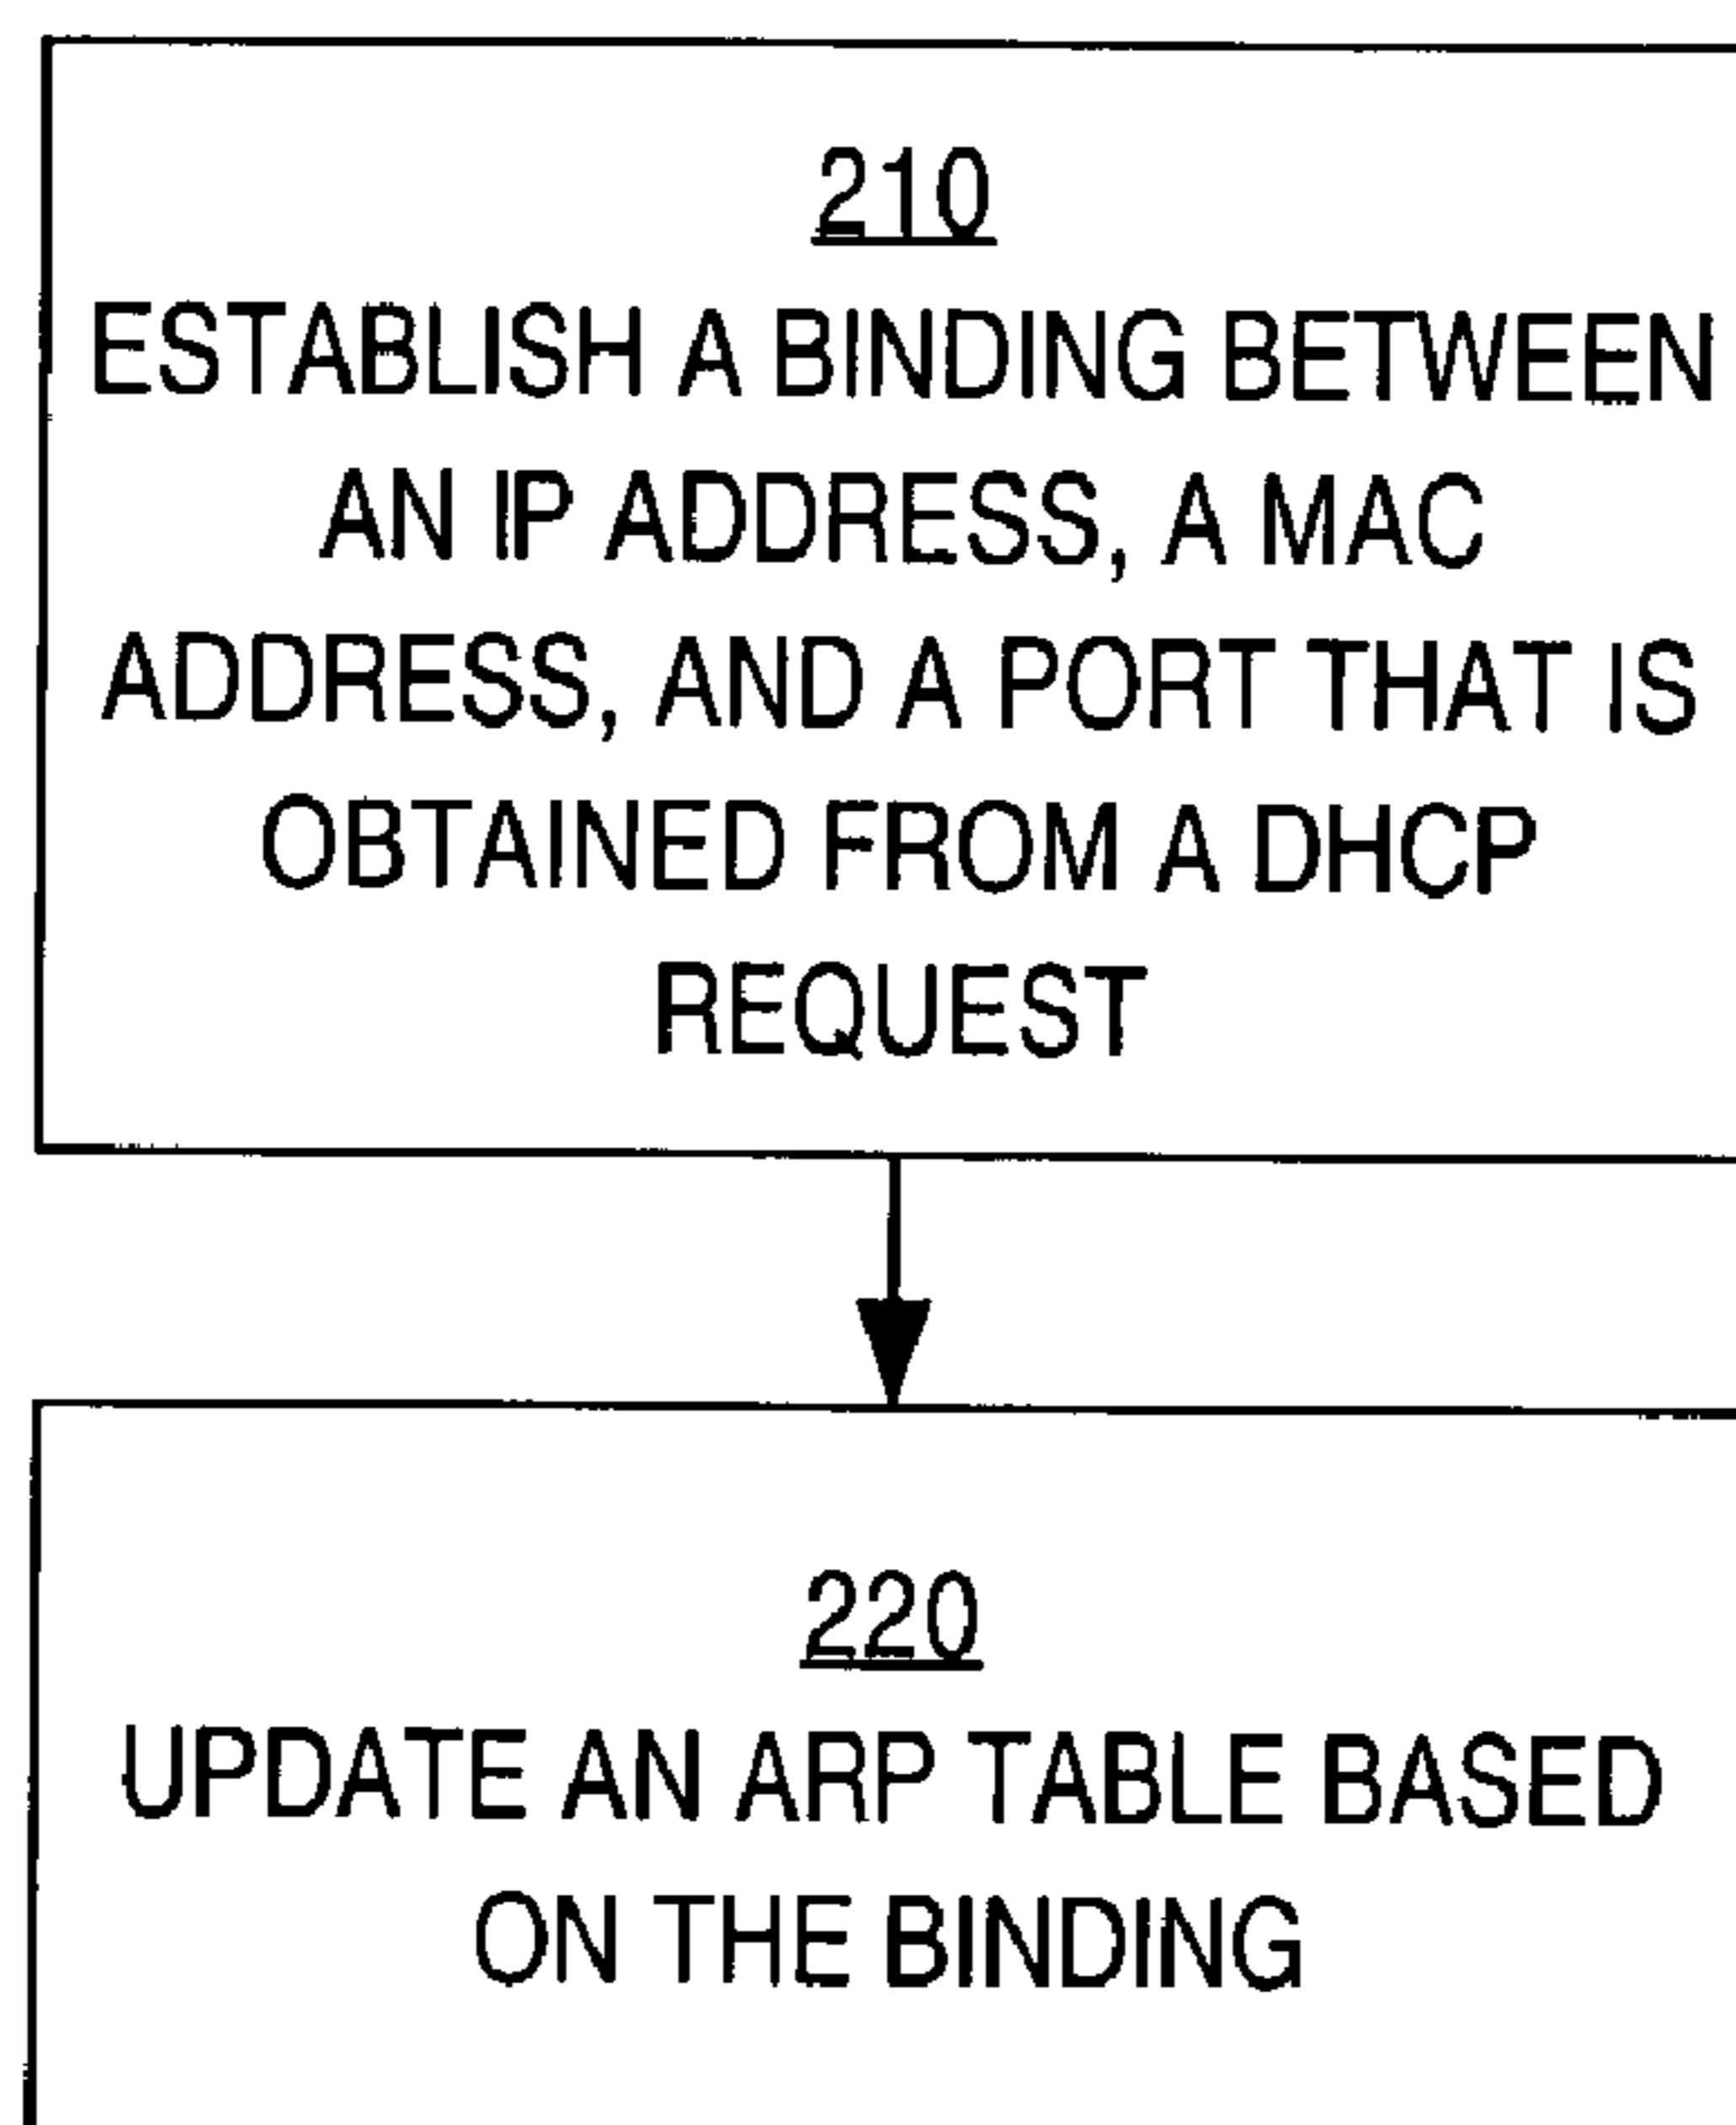 210
ESTABLISH A BINDING BETWEEN
AN IP ADDRESS, A MAC
ADDRESS, AND A PORT THAT IS
OBTAINED FROM A DHCP
REQUEST
220
UPDATE AN ARP TABLE BASED
ON THE BINDING